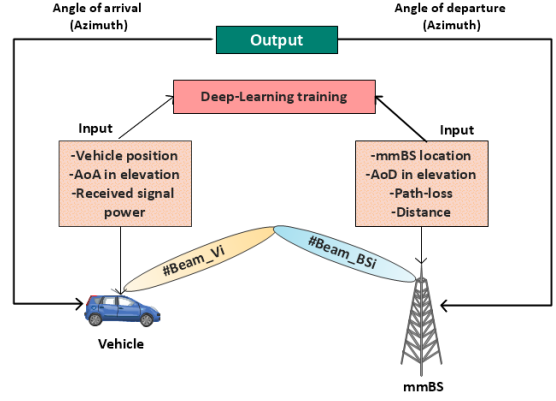 Angle of arrival
(Azimuth)
Angle of departure
(Azimuth)
Output
Deep-Learning training
Input
Input
-Vehicle position
-AoA in elevation
-Received signal
power
-mmBS location
-AoD in elevation
-Path-loss
-Distance
#Beam_Vi
#Beam_BSi
Vehicle
mmBS